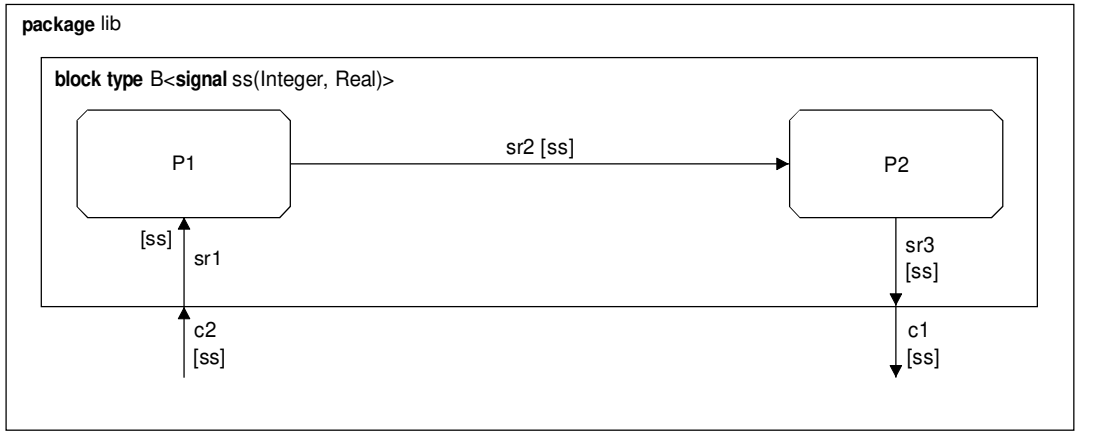 package lib
block type B<signal ss(Integer, Real)>
P1
sr2 [ss]
P2
[ss]
sr1
sr3
[ss]
c2
[ss]
c1
[ss]